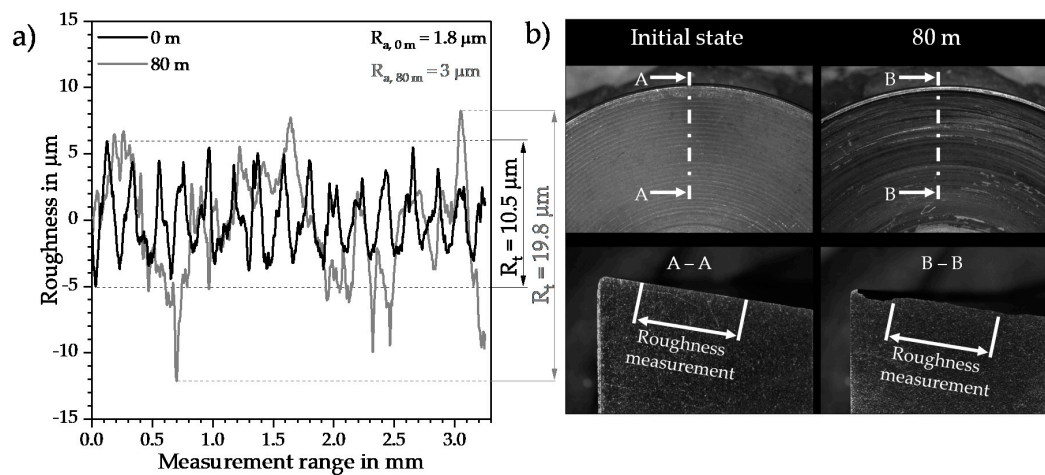 a)
15
10
5
0
-5
-10
-15
Roughness in µm
0 m
80 m
Ra, 0 m = 1.8 µm
Ra, 80 m = 3 µm
Rt = 10.5 µm
Rt = 19.8 µm
0.0 0.5 1.0 1.5 2.0 2.5 3.0
Measurement range in mm
b)
Initial state
80 m
A
A
B
B
A – A
B – B
Roughness
measurement
Roughness
measurement